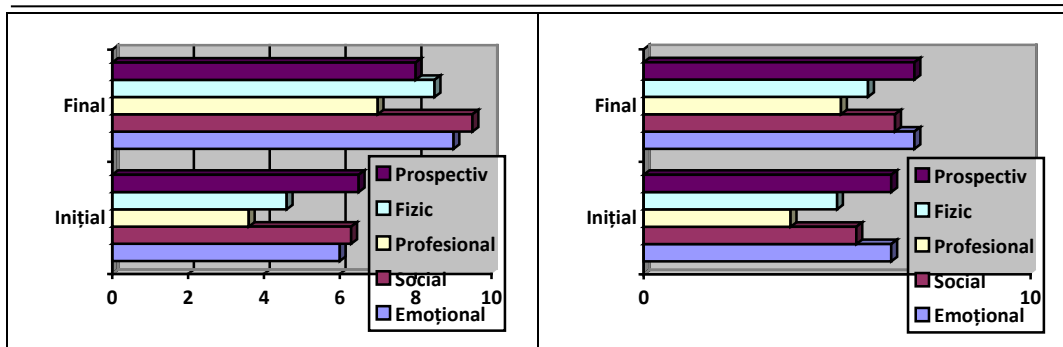 Final
Inițial
0 2 4 6 8 10
Prospectiv
Fizic
Profesional
Social
Emoțional
Final
Inițial
0 10
Prospectiv
Fizic
Profesional
Social
Emoțional